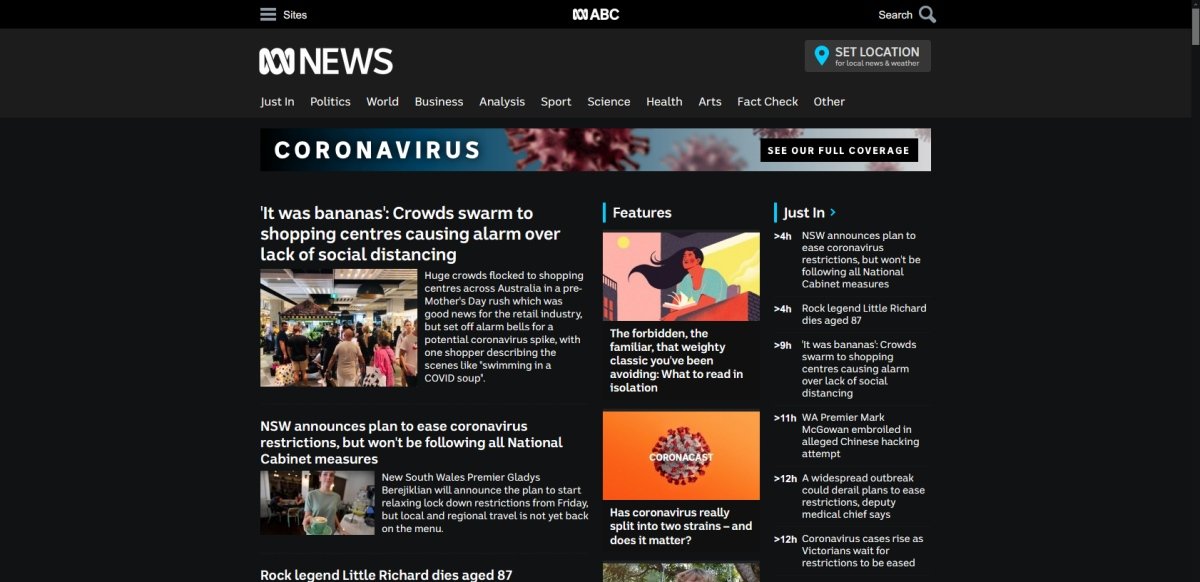 Sites
ABC
Search
NEWS
SET LOCATION
for local news & weather
Just In Politics World Business Analysis Sport Science Health Arts Fact Check Other
CORONAVIRUS
SEE OUR FULL COVERAGE
'It was bananas': Crowds swarm to
shopping centres causing alarm over
lack of social distancing
Huge crowds flocked to shopping
centres across Australia in a pre-
Mother's Day rush which was
good news for the retail industry,
but set off alarm bells for a
potential coronavirus spike, with
one shopper describing the
scenes like "swimming in a
COVID soup".
NSW announces plan to ease coronavirus
restrictions, but won't be following all National
Cabinet measures
New South Wales Premier Gladys
Berejiklian will announce the plan to start
relaxing lock down restrictions from Friday,
but local and regional travel is not yet back
on the menu.
Rock legend Little Richard dies aged 87
Features
The forbidden, the
familiar, that weighty
classic you've been
avoiding: What to read in
isolation
CORONACAST
Has coronavirus really
split into two strains – and
does it matter?
Just In >
>4h NSW announces plan to
ease coronavirus
restrictions, but won't be
following all National
Cabinet measures
>4h Rock legend Little Richard
dies aged 87
>9h 'It was bananas': Crowds
swarm to shopping
centres causing alarm
over lack of social
distancing
>11h WA Premier Mark
McGowan embroiled in
alleged Chinese hacking
attempt
>12h A widespread outbreak
could derail plans to ease
restrictions, deputy
medical chief says
>12h Coronavirus cases rise as
Victorians wait for
restrictions to be eased